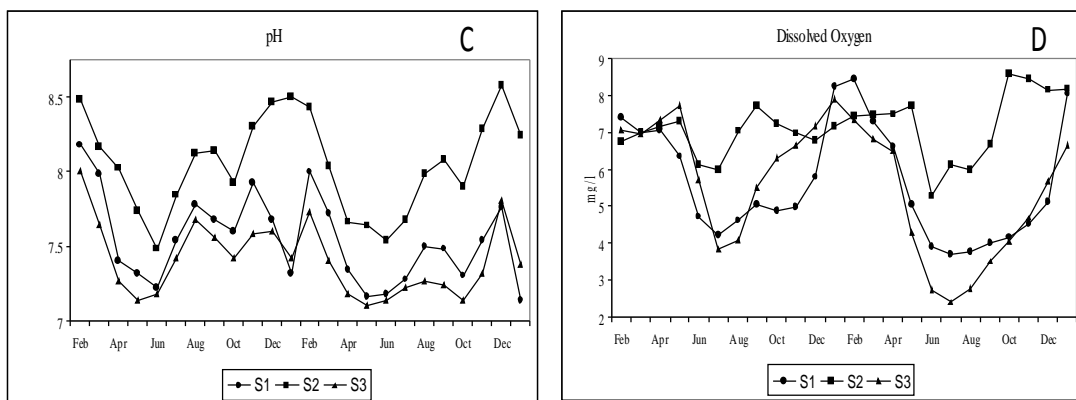 pH C
8.5
8
7.5
7
Feb Apr Jun Aug Oct Dec Feb Apr Jun Aug Oct Dec
S1 S2 S3
Dissolved Oxygen D
9
8
7
6
5
4
3
2
mg/l
Feb Apr Jun Aug Oct Dec Feb Apr Jun Aug Oct Dec
S1 S2 S3